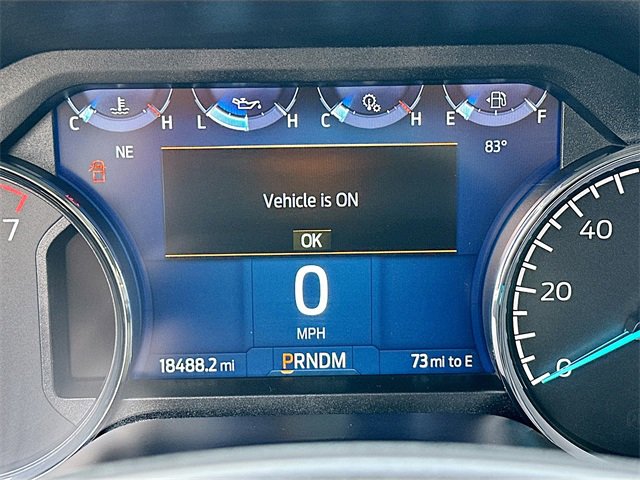 C H L H C H E F
NE 83°
7
Vehicle is ON
OK
40
20
0
0
MPH
18488.2 mi PRNDM 73 mi to E